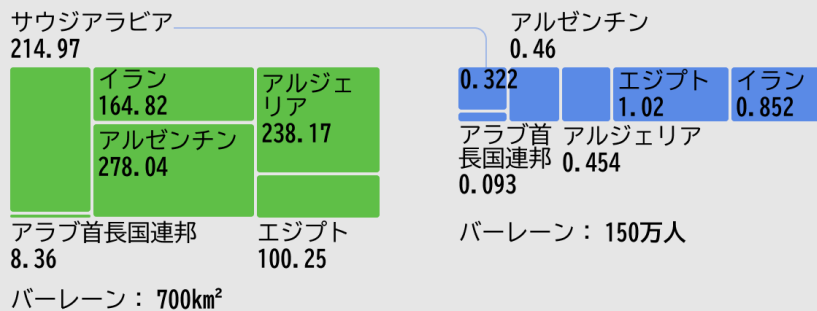 サウジアラビア
214.97
イラン
164.82
アルゼンチン
278.04
アルジェ
リア
238.17
アラブ首長国連邦
8.36
エジプト
100.25
バーレーン： 700km²
アルゼンチン
0.46
0.322
エジプト
1.02
イラン
0.852
アラブ首
長国連邦
0.093
アルジェリア
0.454
バーレーン： 150万人